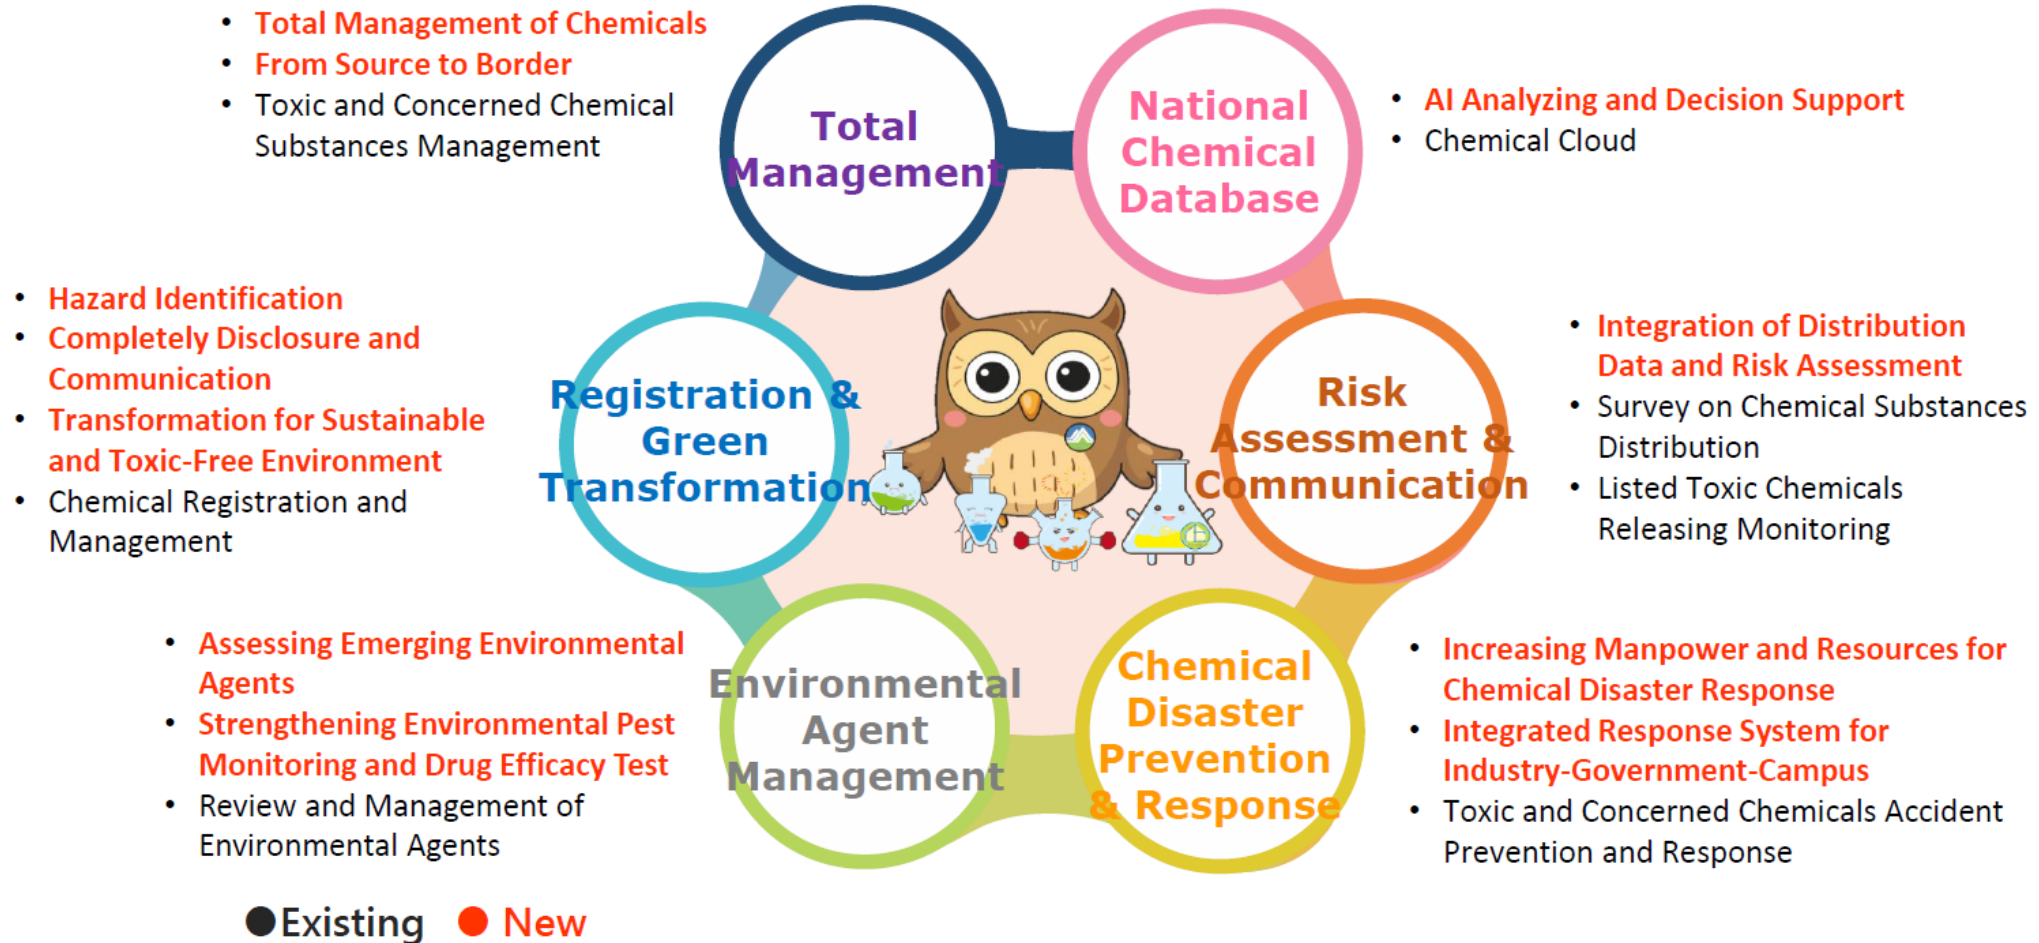 • Total Management of Chemicals
• From Source to Border
• Toxic and Concerned Chemical
Substances Management
Total
Management
National
Chemical
Database
• AI Analyzing and Decision Support
• Chemical Cloud
• Hazard Identification
• Completely Disclosure and
Communication
• Transformation for Sustainable
and Toxic-Free Environment
• Chemical Registration and
Management
Registration &
Green
Transformation
Risk
Assessment &
Communication
• Integration of Distribution
Data and Risk Assessment
• Survey on Chemical Substances
Distribution
• Listed Toxic Chemicals
Releasing Monitoring
• Assessing Emerging Environmental
Agents
• Strengthening Environmental Pest
Monitoring and Drug Efficacy Test
• Review and Management of
Environmental Agents
Environmental
Agent
Management
Chemical
Disaster
Prevention
& Response
• Increasing Manpower and Resources for
Chemical Disaster Response
• Integrated Response System for
Industry-Government-Campus
• Toxic and Concerned Chemicals Accident
Prevention and Response
● Existing ● New